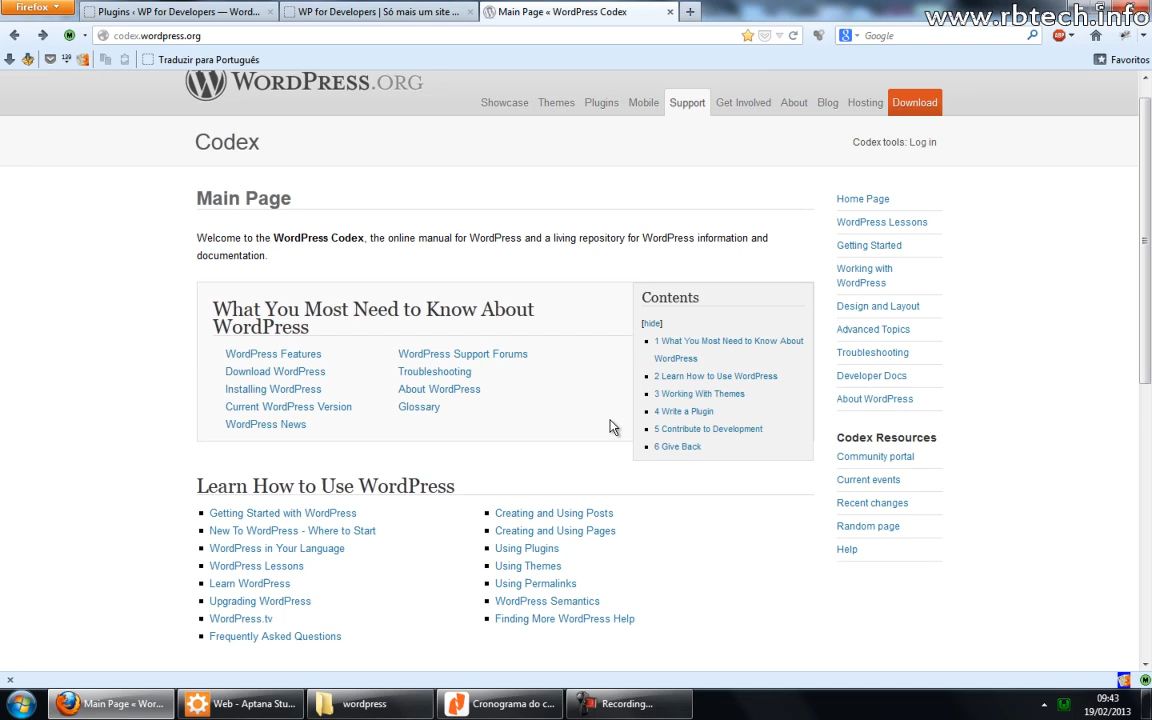 Firefox
Plugins ‹ WP for Developers — Word...
WP for Developers | Só mais um site ...
Main Page « WordPress Codex
www.rbtech.info
codex.wordpress.org
Google
Traduzir para Português
Favoritos
WORDPRESS.ORG
Showcase Themes Plugins Mobile Support Get Involved About Blog Hosting Download
Codex
Codex tools: Log in
Main Page
Welcome to the WordPress Codex, the online manual for WordPress and a living repository for WordPress information and
documentation.
What You Most Need to Know About
WordPress
WordPress Features
Download WordPress
Installing WordPress
Current WordPress Version
WordPress News
WordPress Support Forums
Troubleshooting
About WordPress
Glossary
Contents
[hide]
1 What You Most Need to Know About
WordPress
2 Learn How to Use WordPress
3 Working With Themes
4 Write a Plugin
5 Contribute to Development
6 Give Back
Learn How to Use WordPress
Getting Started with WordPress
New To WordPress - Where to Start
WordPress in Your Language
WordPress Lessons
Learn WordPress
Upgrading WordPress
WordPress.tv
Frequently Asked Questions
Creating and Using Posts
Creating and Using Pages
Using Plugins
Using Themes
Using Permalinks
WordPress Semantics
Finding More WordPress Help
Home Page
WordPress Lessons
Getting Started
Working with
WordPress
Design and Layout
Advanced Topics
Troubleshooting
Developer Docs
About WordPress
Codex Resources
Community portal
Current events
Recent changes
Random page
Help
Main Page « Wor...
Web - Aptana Stu...
wordpress
Cronograma do c...
Recording...
09:43
19/02/2013